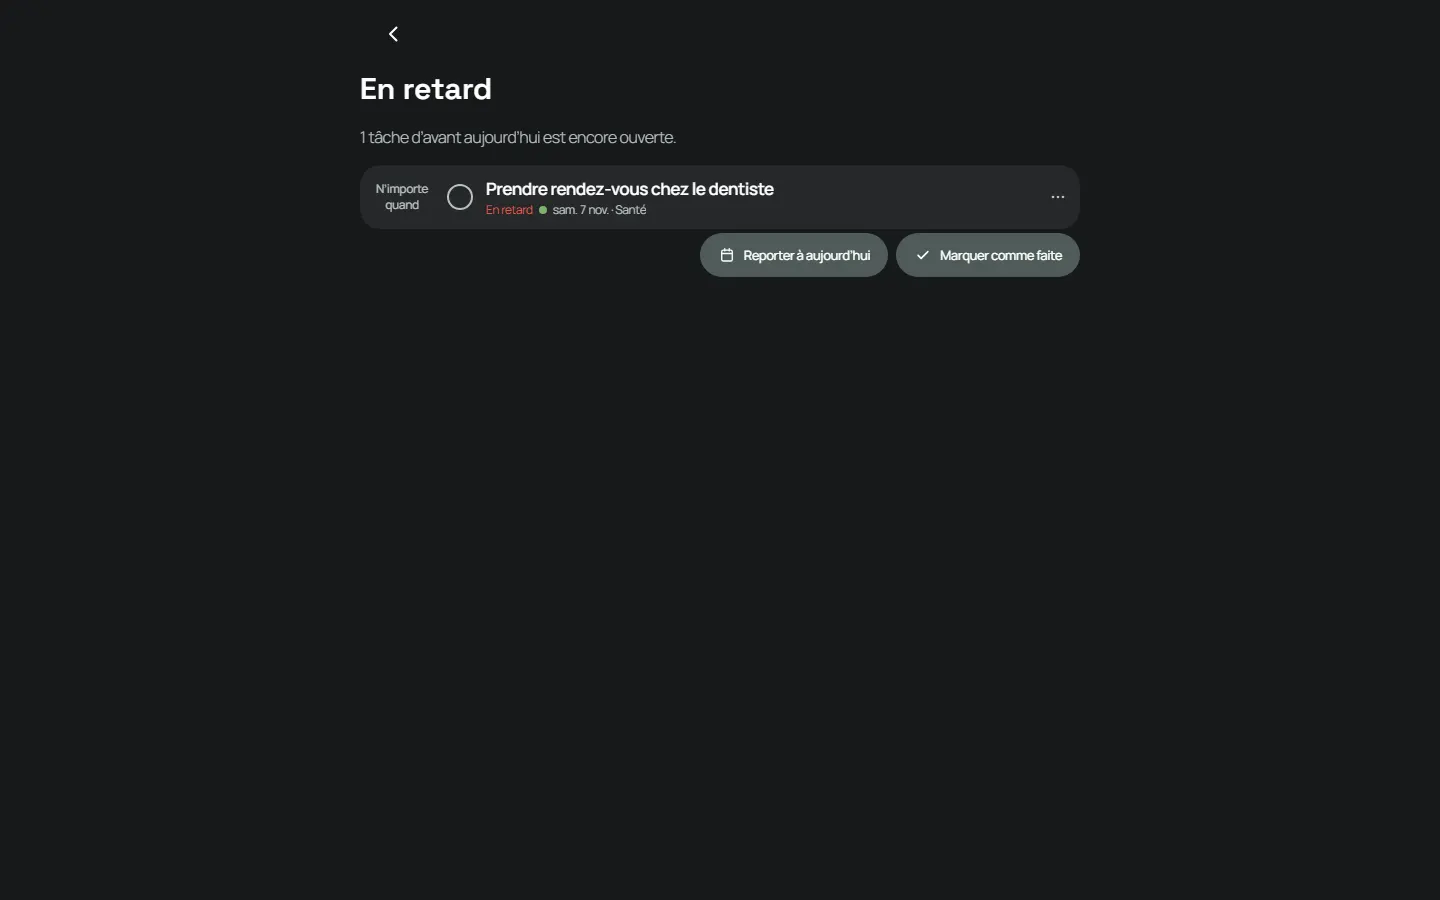 En retard
1 tâche d'avant aujourd'hui est encore ouverte.
N'importe
quand
Prendre rendez-vous chez le dentiste
En retard sam. 7 nov. · Santé
Reporter à aujourd'hui
Marquer comme faite